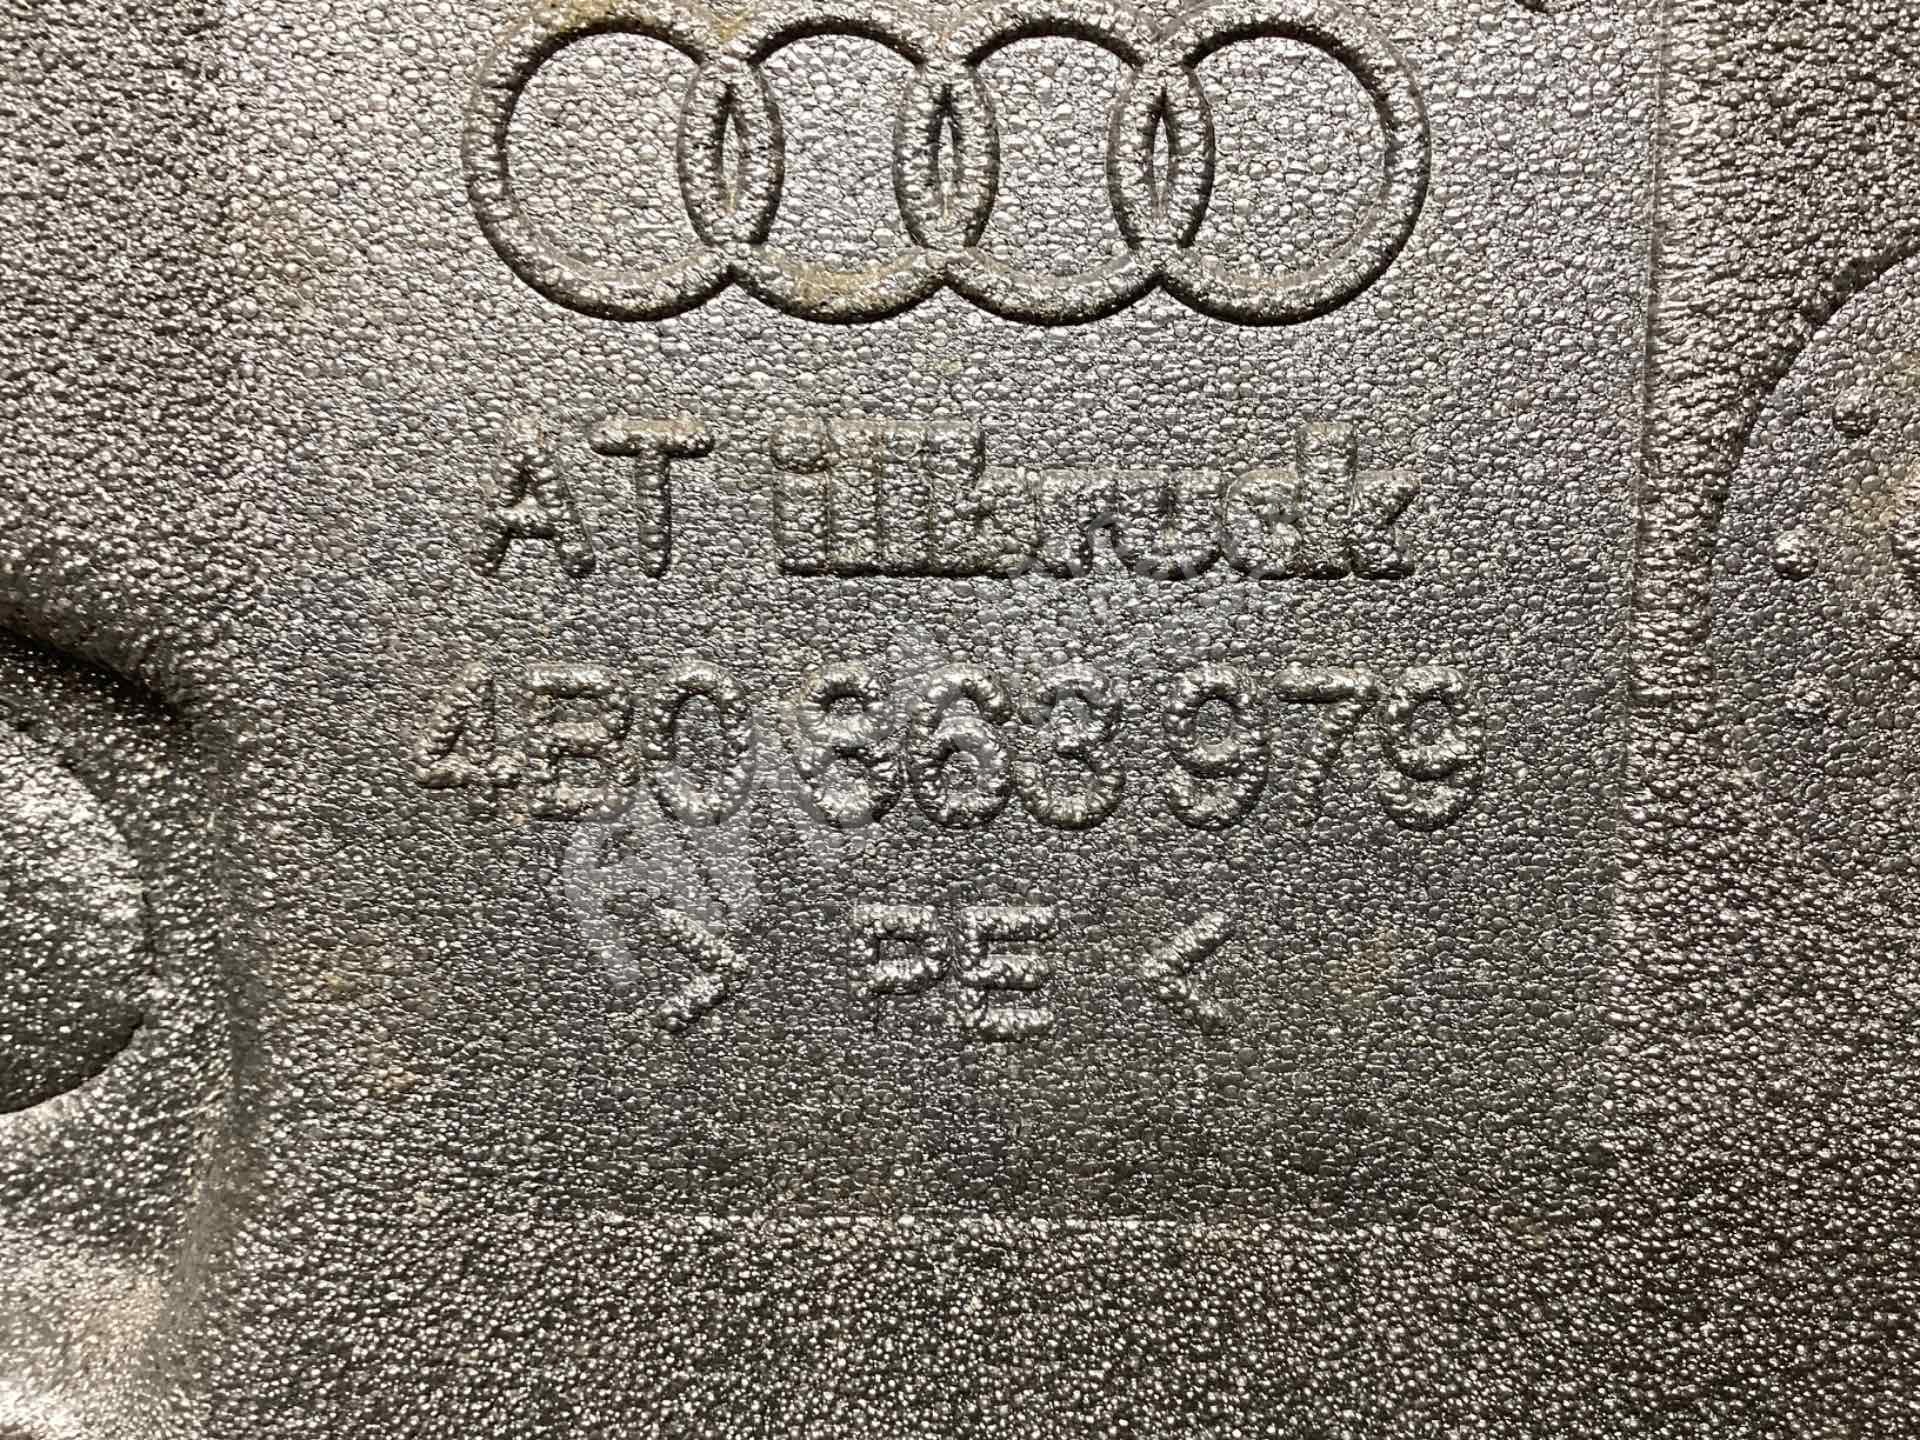 AT illbruck
4B0 863 979
> PE <